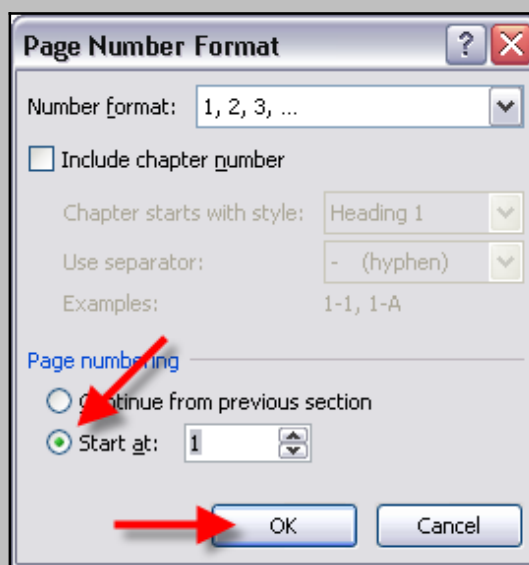 Page Number Format
Number format: 1, 2, 3, ...
Include chapter number
Chapter starts with style: Heading 1
Use separator: - (hyphen)
Examples: 1-1, 1-A
Page numbering
Continue from previous section
Start at: 1
OK Cancel